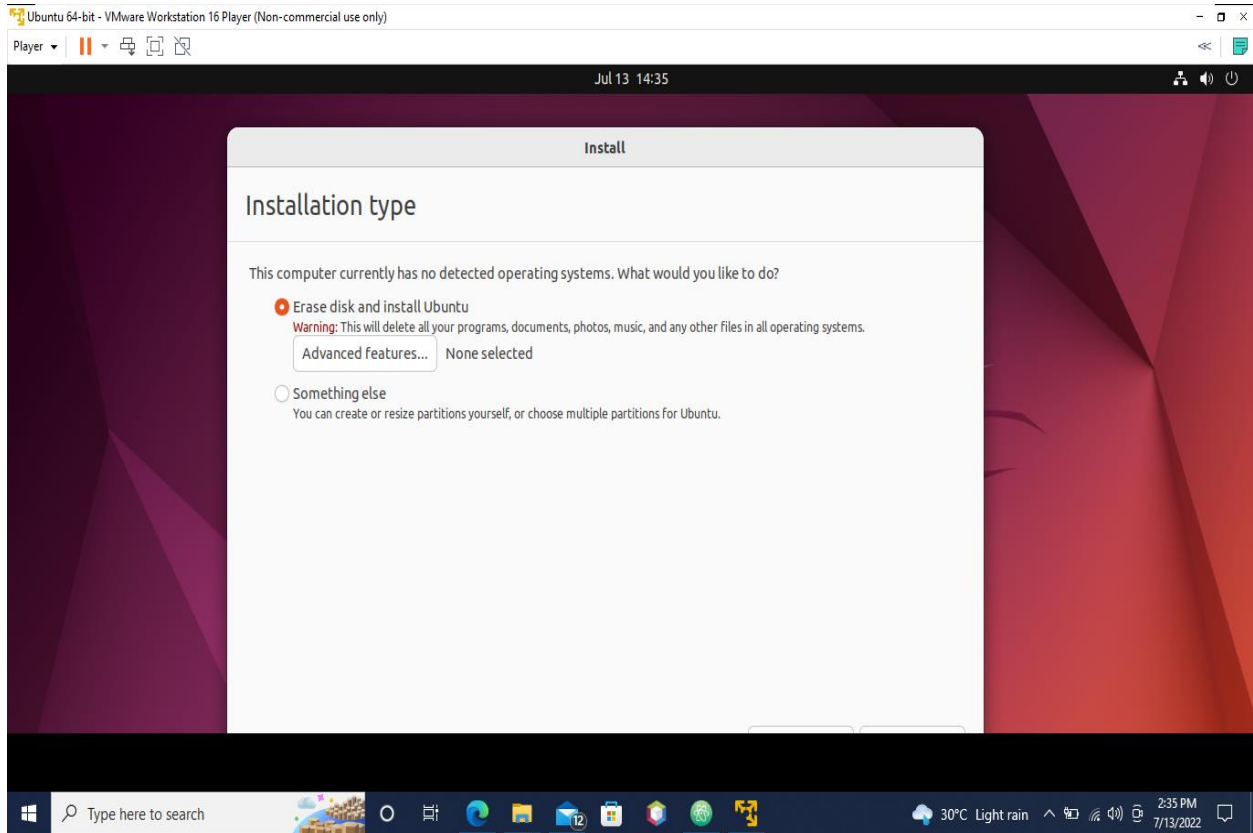 Ubuntu 64-bit - VMware Workstation 16 Player (Non-commercial use only)
Player
Jul 13 14:35
Install
Installation type
This computer currently has no detected operating systems. What would you like to do?
Erase disk and install Ubuntu
Warning: This will delete all your programs, documents, photos, music, and any other files in all operating systems.
Advanced features... None selected
Something else
You can create or resize partitions yourself, or choose multiple partitions for Ubuntu.
Type here to search
12
30°C Light rain
2:35 PM
7/13/2022